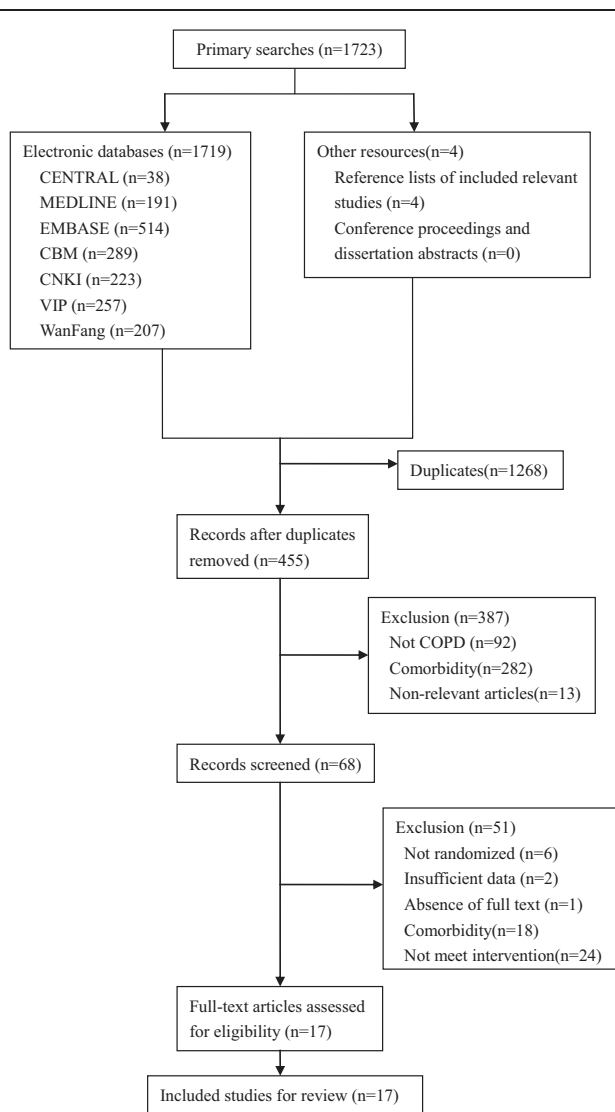 Primary searches (n=1723)
Electronic databases (n=1719)
CENTRAL (n=38)
MEDLINE (n=191)
EMBASE (n=514)
CBM (n=289)
CNKI (n=223)
VIP (n=257)
WanFang (n=207)
Other resources(n=4)
Reference lists of included relevant
studies (n=4)
Conference proceedings and
dissertation abstracts (n=0)
Duplicates(n=1268)
Records after duplicates
removed (n=455)
Exclusion (n=387)
Not COPD (n=92)
Comorbidity(n=282)
Non-relevant articles(n=13)
Records screened (n=68)
Exclusion (n=51)
Not randomized (n=6)
Insufficient data (n=2)
Absence of full text (n=1)
Comorbidity(n=18)
Not meet intervention(n=24)
Full-text articles assessed
for eligibility (n=17)
Included studies for review (n=17)